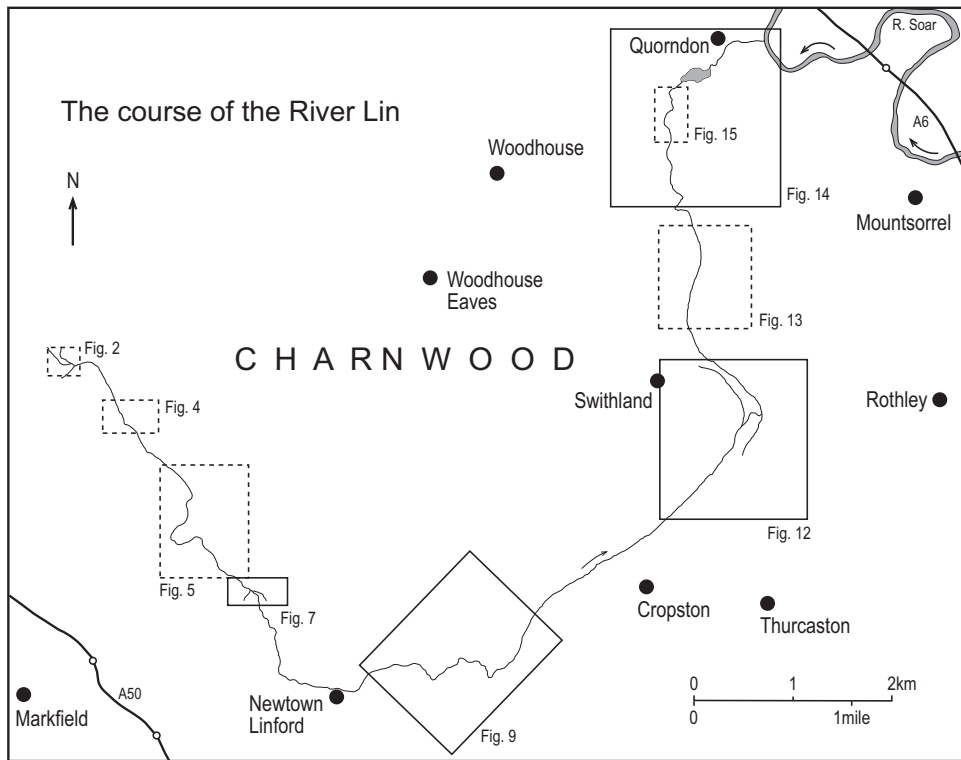 R. Soar
Quorndon
The course of the River Lin
A6
Fig. 15
Woodhouse
N
Fig. 14
Mountsorrel
Woodhouse
Eaves
Fig. 13
Fig. 2
CHARNWOOD
Swithland
Rothley
Fig. 4
Fig. 12
Fig. 5
Fig. 7
Cropston
Thurcaston
0 1 2km
0 1mile
A50
Markfield
Newtown
Linford
Fig. 9